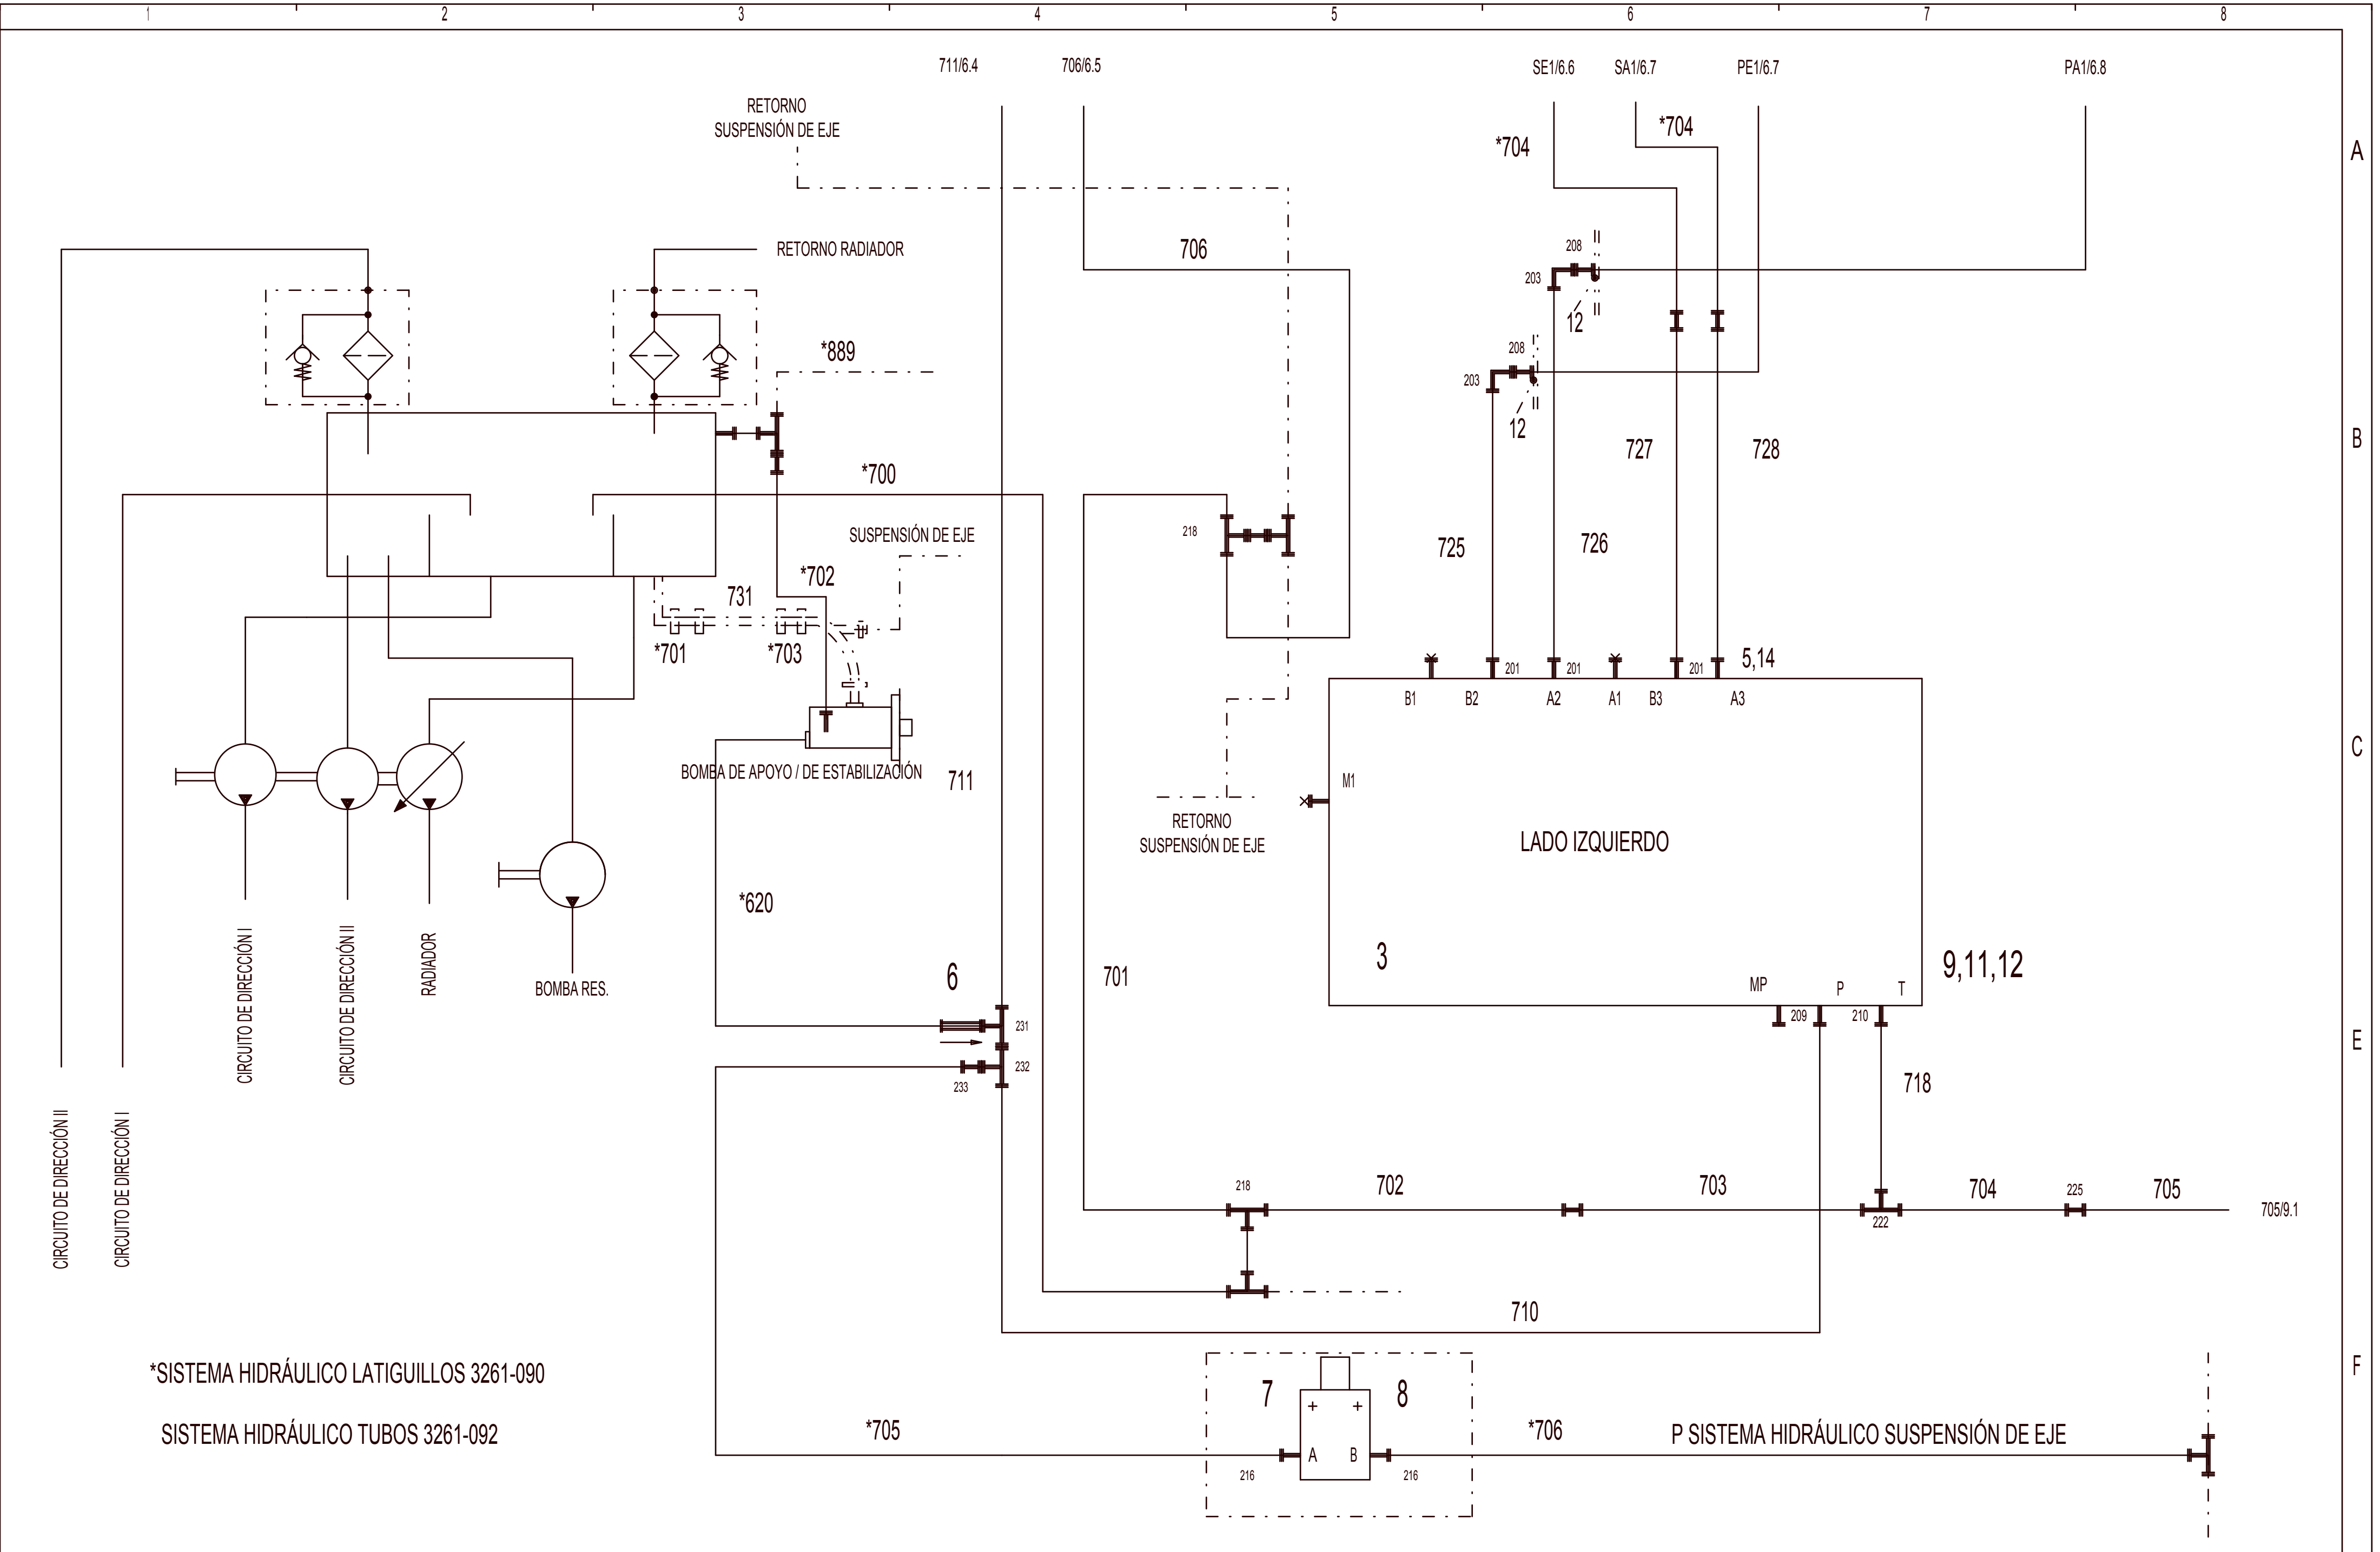 1 2 3 4 5 6 7 8
711/6.4 706/6.5 SE1/6.6 SA1/6.7 PE1/6.7 PA1/6.8
RETORNO
SUSPENSIÓN DE EJE
*704
*704
A
RETORNO RADIADOR
706
208
203
12
*889
208
203
12
B
727
728
*700
SUSPENSIÓN DE EJE
218
725
726
*702
731
*701
*703
201
201
201
5,14
B1
B2
A2
A1
B3
A3
C
BOMBA DE APOYO / DE ESTABILIZACIÓN
711
M1
RETORNO
SUSPENSIÓN DE EJE
LADO IZQUIERDO
*620
CIRCUITO DE DIRECCIÓN I
CIRCUITO DE DIRECCIÓN II
RADIADOR
BOMBA RES.
6
701
3
9,11,12
MP
P
T
231
209
210
E
232
233
718
CIRCUITO DE DIRECCIÓN II
CIRCUITO DE DIRECCIÓN I
218
702
703
704
225
705
705/9.1
222
710
*SISTEMA HIDRÁULICO LATIGUILLOS 3261-090
F
7
8
SISTEMA HIDRÁULICO TUBOS 3261-092
*705
+ +
A B
216
216
*706
P SISTEMA HIDRÁULICO SUSPENSIÓN DE EJE